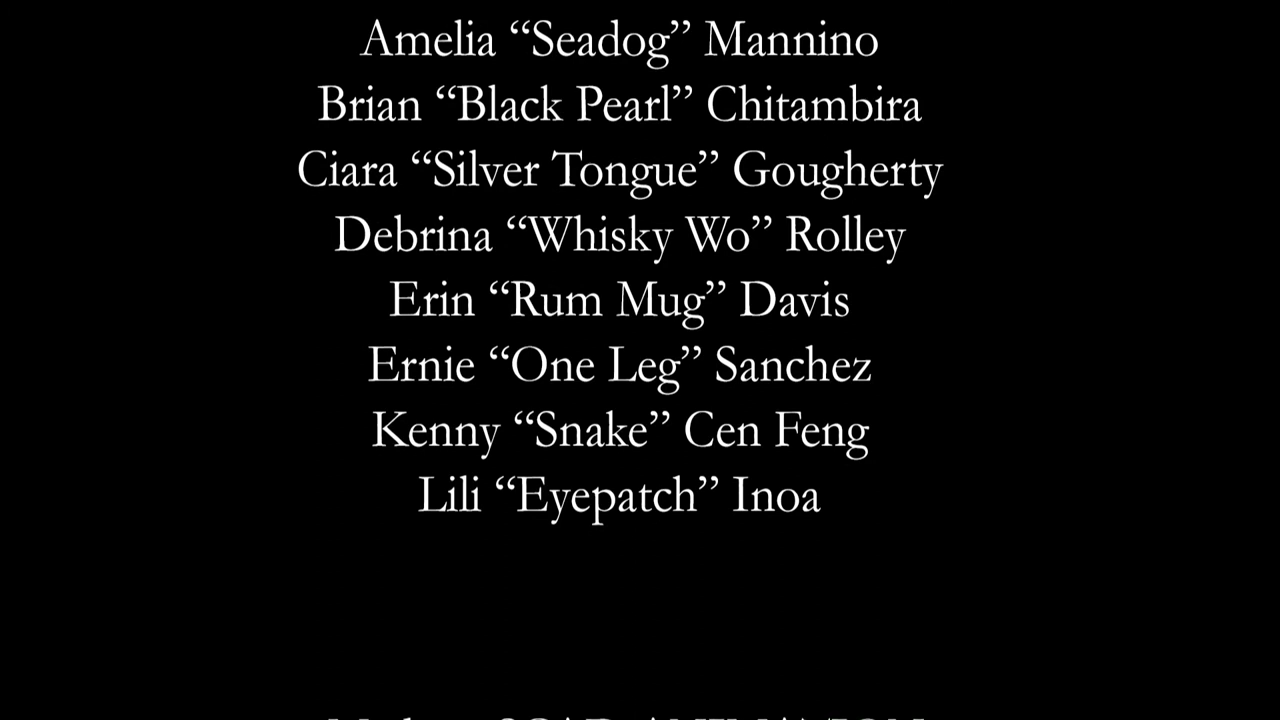 Amelia “Seadog” Mannino
Brian “Black Pearl” Chitambira
Ciara “Silver Tongue” Gougherty
Debrina “Whisky Wo” Rolley
Erin “Rum Mug” Davis
Ernie “One Leg” Sanchez
Kenny “Snake” Cen Feng
Lili “Eyepatch” Inoa